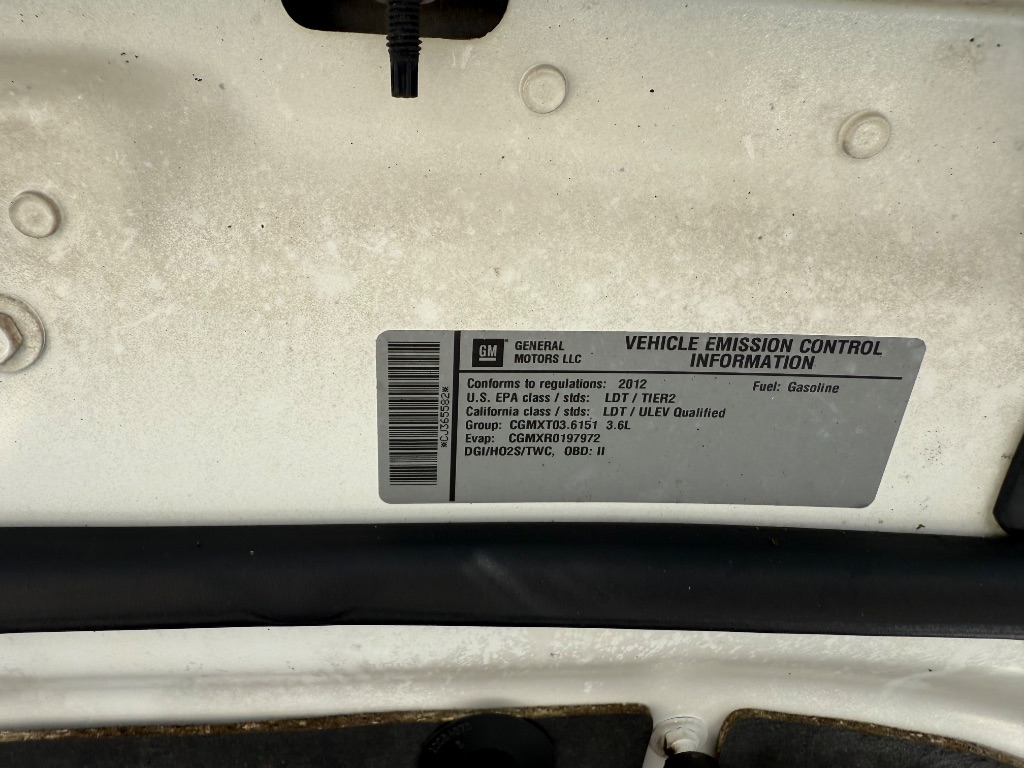 GM GENERAL MOTORS LLC
VEHICLE EMISSION CONTROL
INFORMATION
Conforms to regulations: 2012 Fuel: Gasoline
U.S. EPA class / stds: LDT / TIER2
California class / stds: LDT / ULEV Qualified
Group: CGMXT03.6151 3.6L
Evap: CGMXR0197972
DGI/HO2S/TWC, OBD: II
*CJ365582*